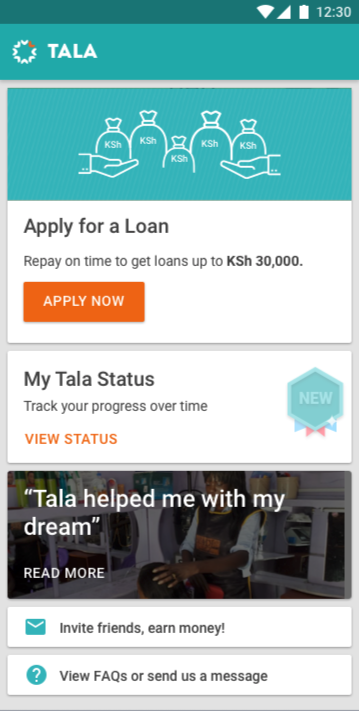 12:30
TALA
KSh
KSh
KSh
KSh
KSh
Apply for a Loan
Repay on time to get loans up to KSh 30,000.
APPLY NOW
My Tala Status
Track your progress over time
NEW
VIEW STATUS
“Tala helped me with my
dream”
READ MORE
Invite friends, earn money!
View FAQs or send us a message